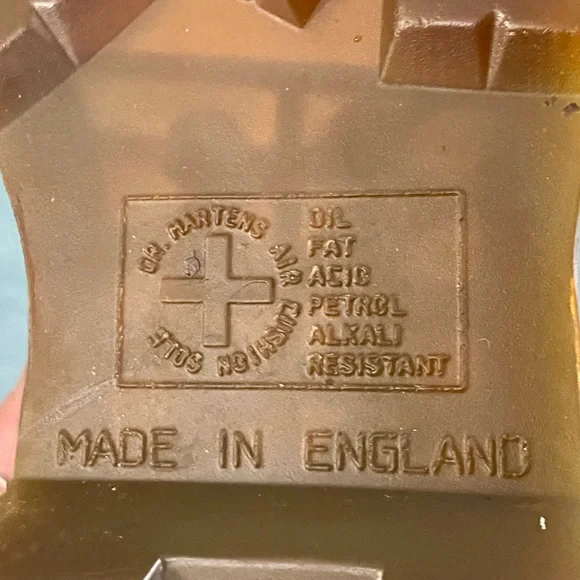 DR. MARTENS AIR CUSHION SOLE
OIL
FAT
ACID
PETROL
ALKALI
RESISTANT
MADE IN ENGLAND